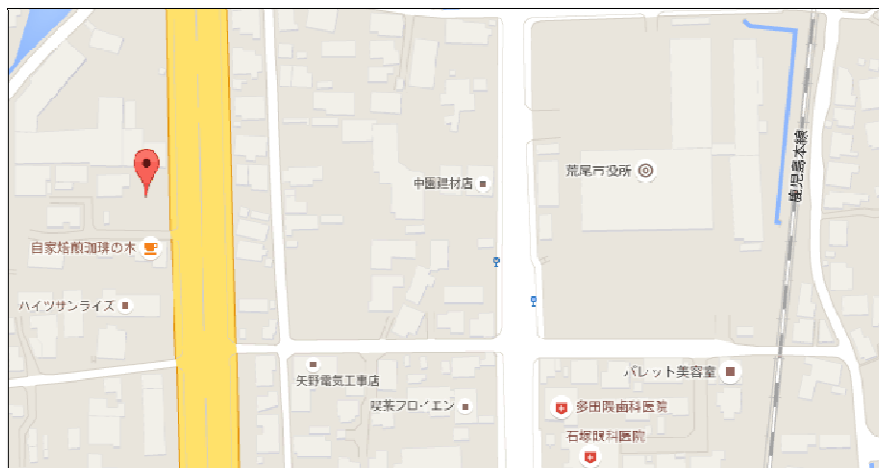 中園建材店
荒尾市役所
鹿児島本線
自家焙煎珈琲の木
ハイツサンライズ
矢野電気工事店
喫茶フロイエン
パレット美容室
多田隈歯科医院
石塚眼科医院